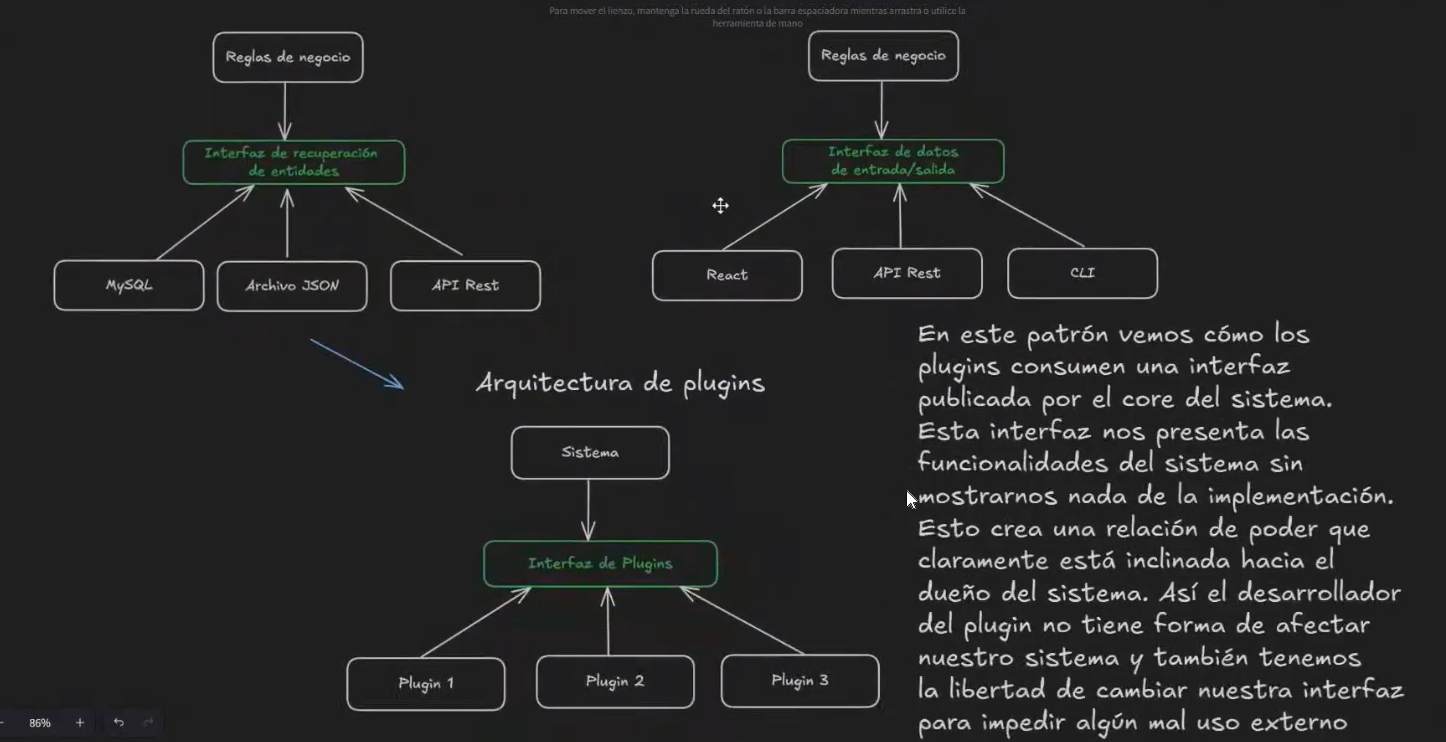 Para mover el lienzo, mantenga la rueda del ratón o la barra espaciadora mientras arrastra o utilice la
herramienta de mano
Reglas de negocio
Interfaz de recuperación
de entidades
MySQL
Archivo JSON
API Rest
Reglas de negocio
Interfaz de datos
de entrada/salida
React
API Rest
CLI
Arquitectura de plugins
Sistema
Interfaz de Plugins
Plugin 1
Plugin 2
Plugin 3
En este patrón vemos cómo los
plugins consumen una interfaz
publicada por el core del sistema.
Esta interfaz nos presenta las
funcionalidades del sistema sin
mostrarnos nada de la implementación.
Esto crea una relación de poder que
claramente está inclinada hacia el
dueño del sistema. Así el desarrollador
del plugin no tiene forma de afectar
nuestro sistema y también tenemos
la libertad de cambiar nuestra interfaz
para impedir algún mal uso externo
86%